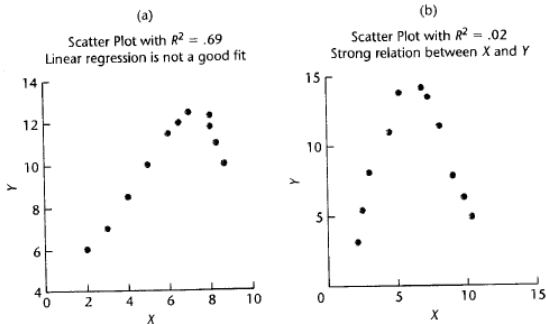 (a)
Scatter Plot with R² = .69
Linear regression is not a good fit
14
12
10
8
6
4
Y
0 2 4 6 8 10
X
(b)
Scatter Plot with R² = .02
Strong relation between X and Y
15
10
5
Y
0 5 10 15
X